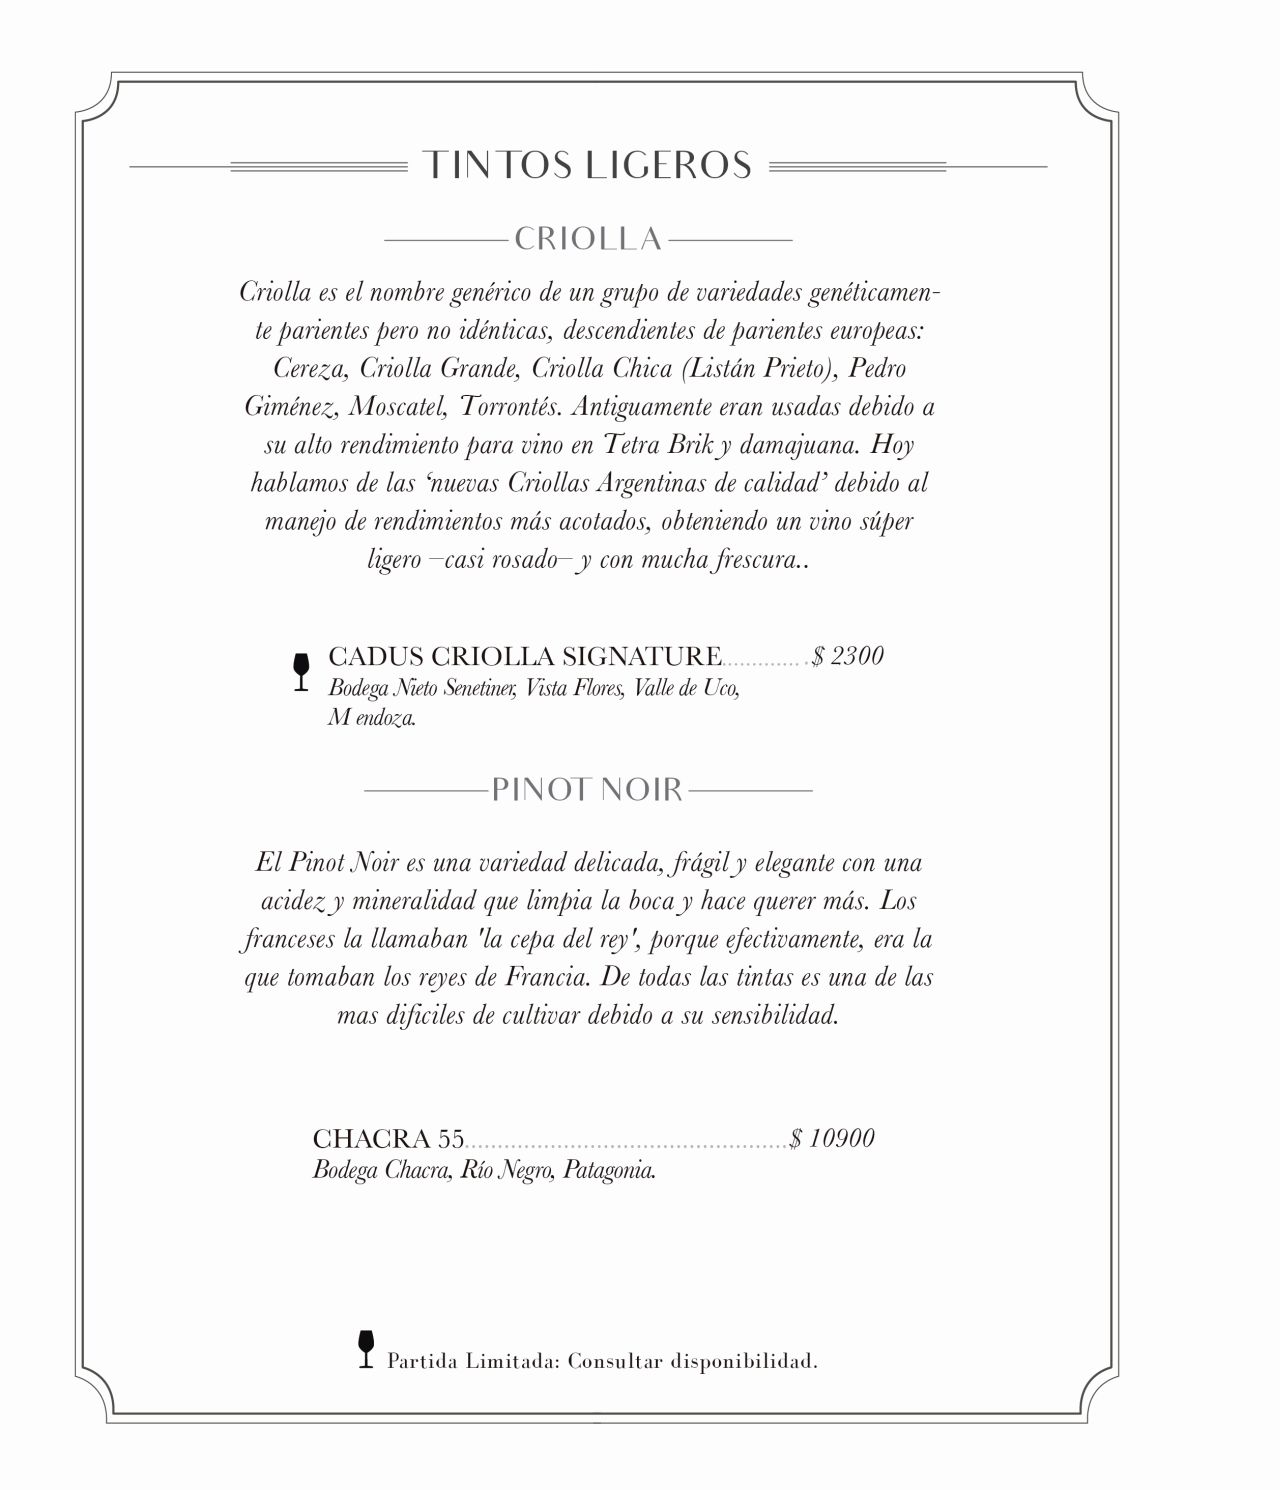 TINTOS LIGEROS
CRIOLLA
Criolla es el nombre genérico de un grupo de variedades genéticamen-
te parientes pero no idénticas, descendientes de parientes europeas:
Cereza, Criolla Grande, Criolla Chica (Listán Prieto), Pedro
Giménez, Moscatel, Torrontés. Antiguamente eran usadas debido a
su alto rendimiento para vino en Tetra Brik y damajuana. Hoy
hablamos de las ‘nuevas Criollas Argentinas de calidad’ debido al
manejo de rendimientos más acotados, obteniendo un vino súper
ligero –casi rosado– y con mucha frescura..
CADUS CRIOLLA SIGNATURE..............$ 2300
Bodega Nieto Senetiner, Vista Flores, Valle de Uco,
M endoza.
PINOT NOIR
El Pinot Noir es una variedad delicada, frágil y elegante con una
acidez y mineralidad que limpia la boca y hace querer más. Los
franceses la llamaban 'la cepa del rey', porque efectivamente, era la
que tomaban los reyes de Francia. De todas las tintas es una de las
mas dificiles de cultivar debido a su sensibilidad.
CHACRA 55..................................................$ 10900
Bodega Chacra, Río Negro, Patagonia.
Partida Limitada: Consultar disponibilidad.